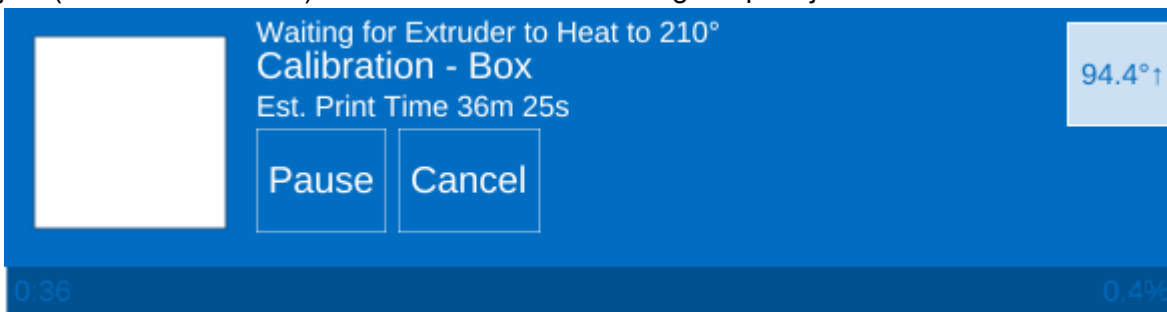 Waiting for Extruder to Heat to 210°
Calibration - Box
94.4°↑
Est. Print Time 36m 25s
Pause Cancel
0:36 0.4%